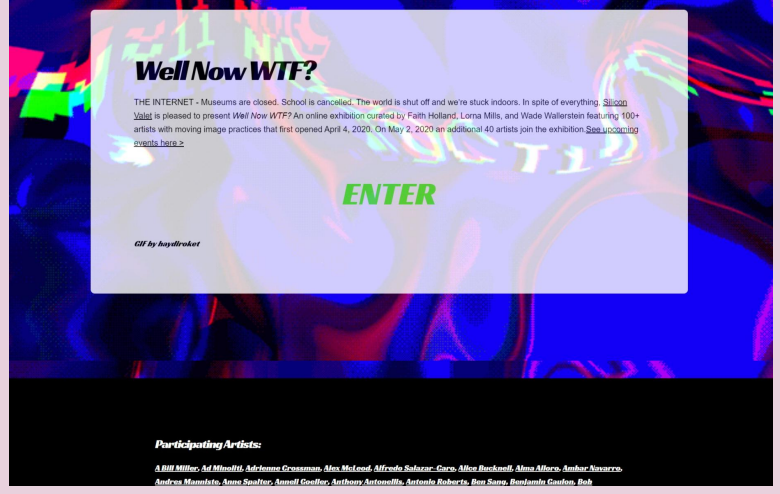 Well Now WTF?
THE INTERNET - Museums are closed. School is cancelled. The world is shut off and we're stuck indoors. In spite of everything, Silicon
Valet is pleased to present Well Now WTF? An online exhibition curated by Faith Holland, Lorna Mills, and Wade Wallerstein featuring 100+
artists with moving image practices that first opened April 4, 2020. On May 2, 2020 an additional 40 artists join the exhibition.See upcoming
events here >
ENTER
GIF by haydiroket
Participating Artists:
A Bill Miller, Ad Minoliti, Adrienne Crossman, Alex McLeod, Alfredo Salazar-Caro, Alice Bucknell, Alma Alloro, Ambar Navarro,
Andres Manniste, Anne Spalter, Anneli Goeller, Anthony Antonellis, Antonio Roberts, Ben Sang, Benjamin Gaulon, Bob